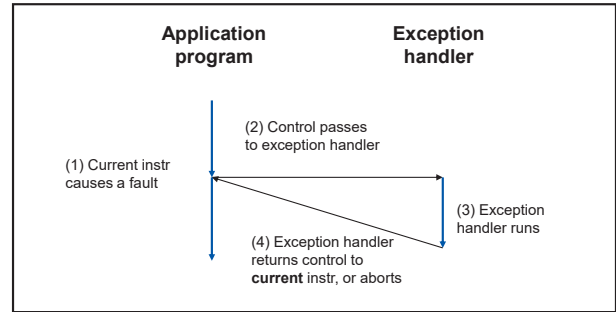 Application
program
Exception
handler
(2) Control passes
to exception handler
(1) Current instr
causes a fault
(3) Exception
handler runs
(4) Exception handler
returns control to
current instr, or aborts